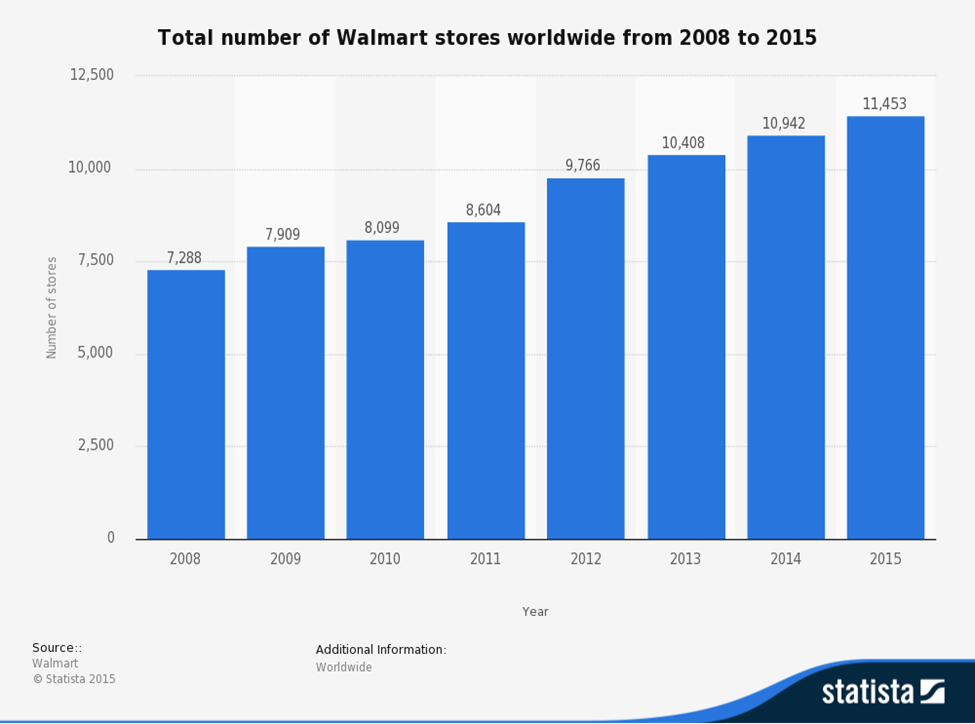 Total number of Walmart stores worldwide from 2008 to 2015
12,500
10,000
7,500
5,000
2,500
0
Number of stores
7,288
7,909
8,099
8,604
9,766
10,408
10,942
11,453
2008 2009 2010 2011 2012 2013 2014 2015
Year
Source::
Walmart
© Statista 2015
Additional Information:
Worldwide
statista